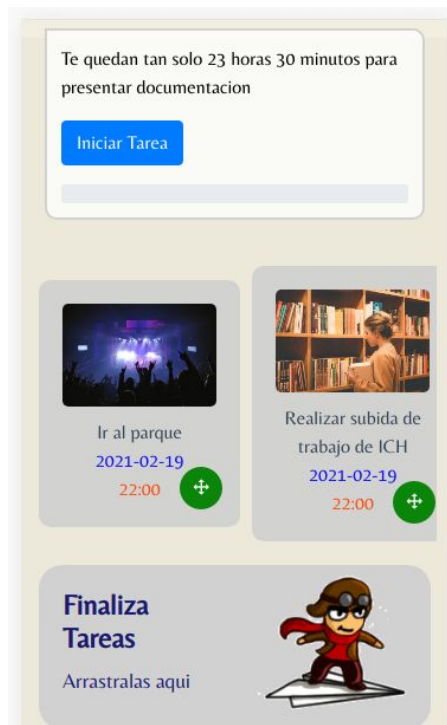 Te quedan tan solo 23 horas 30 minutos para
presentar documentacion
Iniciar Tarea
Ir al parque
2021-02-19
22:00
Realizar subida de
trabajo de ICH
2021-02-19
22:00
Finaliza
Tareas
Arrastralas aqui